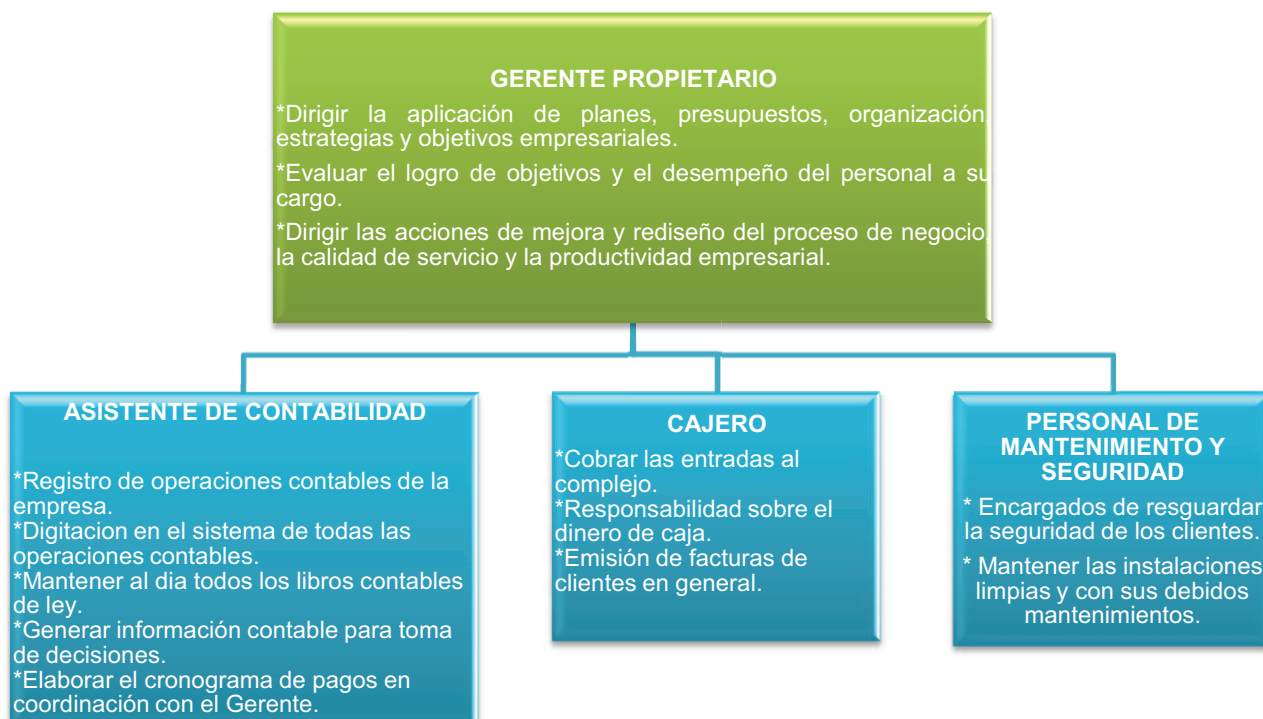 GERENTE PROPIETARIO
*Dirigir la aplicación de planes, presupuestos, organización,
estrategias y objetivos empresariales.
*Evaluar el logro de objetivos y el desempeño del personal a su
cargo.
*Dirigir las acciones de mejora y rediseño del proceso de negocio,
la calidad de servicio y la productividad empresarial.
ASISTENTE DE CONTABILIDAD
*Registro de operaciones contables de la
empresa.
*Digitacion en el sistema de todas las
operaciones contables.
*Mantener al dia todos los libros contables
de ley.
*Generar información contable para toma
de decisiones.
*Elaborar el cronograma de pagos en
coordinación con el Gerente.
CAJERO
*Cobrar las entradas al
complejo.
*Responsabilidad sobre el
dinero de caja.
*Emisión de facturas de
clientes en general.
PERSONAL DE
MANTENIMIENTO Y
SEGURIDAD
* Encargados de resguardar
la seguridad de los clientes.
* Mantener las instalaciones
limpias y con sus debidos
mantenimientos.